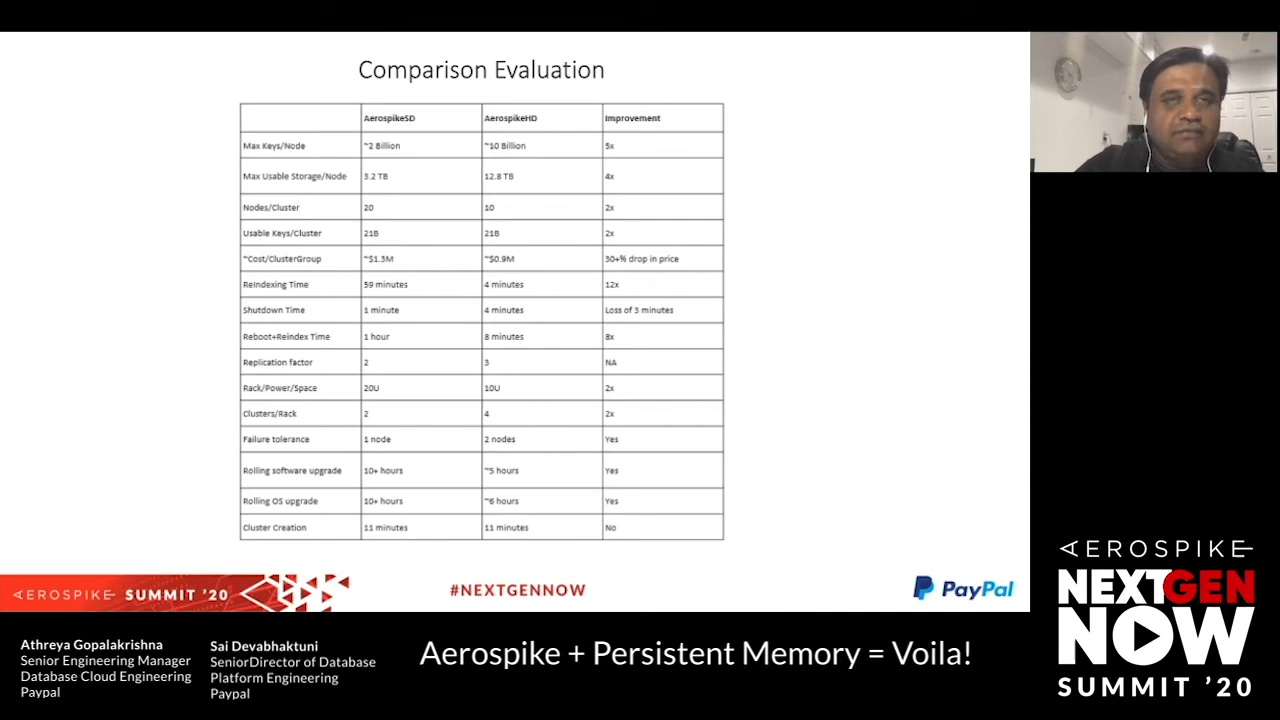 Comparison Evaluation
AerospikeSD AerospikeHD Improvement
Max Keys/Node ~2 Billion ~10 Billion 5x
Max Usable Storage/Node 3.2 TB 12.8 TB 4x
Nodes/Cluster 20 10 2x
Usable Keys/Cluster 21B 21B 2x
~Cost/ClusterGroup ~$1.3M ~$0.9M 30+% drop in price
ReIndexing Time 59 minutes 4 minutes 12x
Shutdown Time 1 minute 4 minutes Loss of 3 minutes
Reboot+Reindex Time 1 hour 8 minutes 8x
Replication factor 2 3 NA
Rack/Power/Space 20U 10U 2x
Clusters/Rack 2 4 2x
Failure tolerance 1 node 2 nodes Yes
Rolling software upgrade 10+ hours ~5 hours Yes
Rolling OS upgrade 10+ hours ~6 hours Yes
Cluster Creation 11 minutes 11 minutes No
AEROSPIKE SUMMIT '20
#NEXTGENNOW
PayPal
Athreya Gopalakrishna
Senior Engineering Manager
Database Cloud Engineering
Paypal
Sai Devabhaktuni
SeniorDirector of Database
Platform Engineering
Paypal
Aerospike + Persistent Memory = Voila!
AEROSPIKE
NEXTGEN
NOW
SUMMIT '20